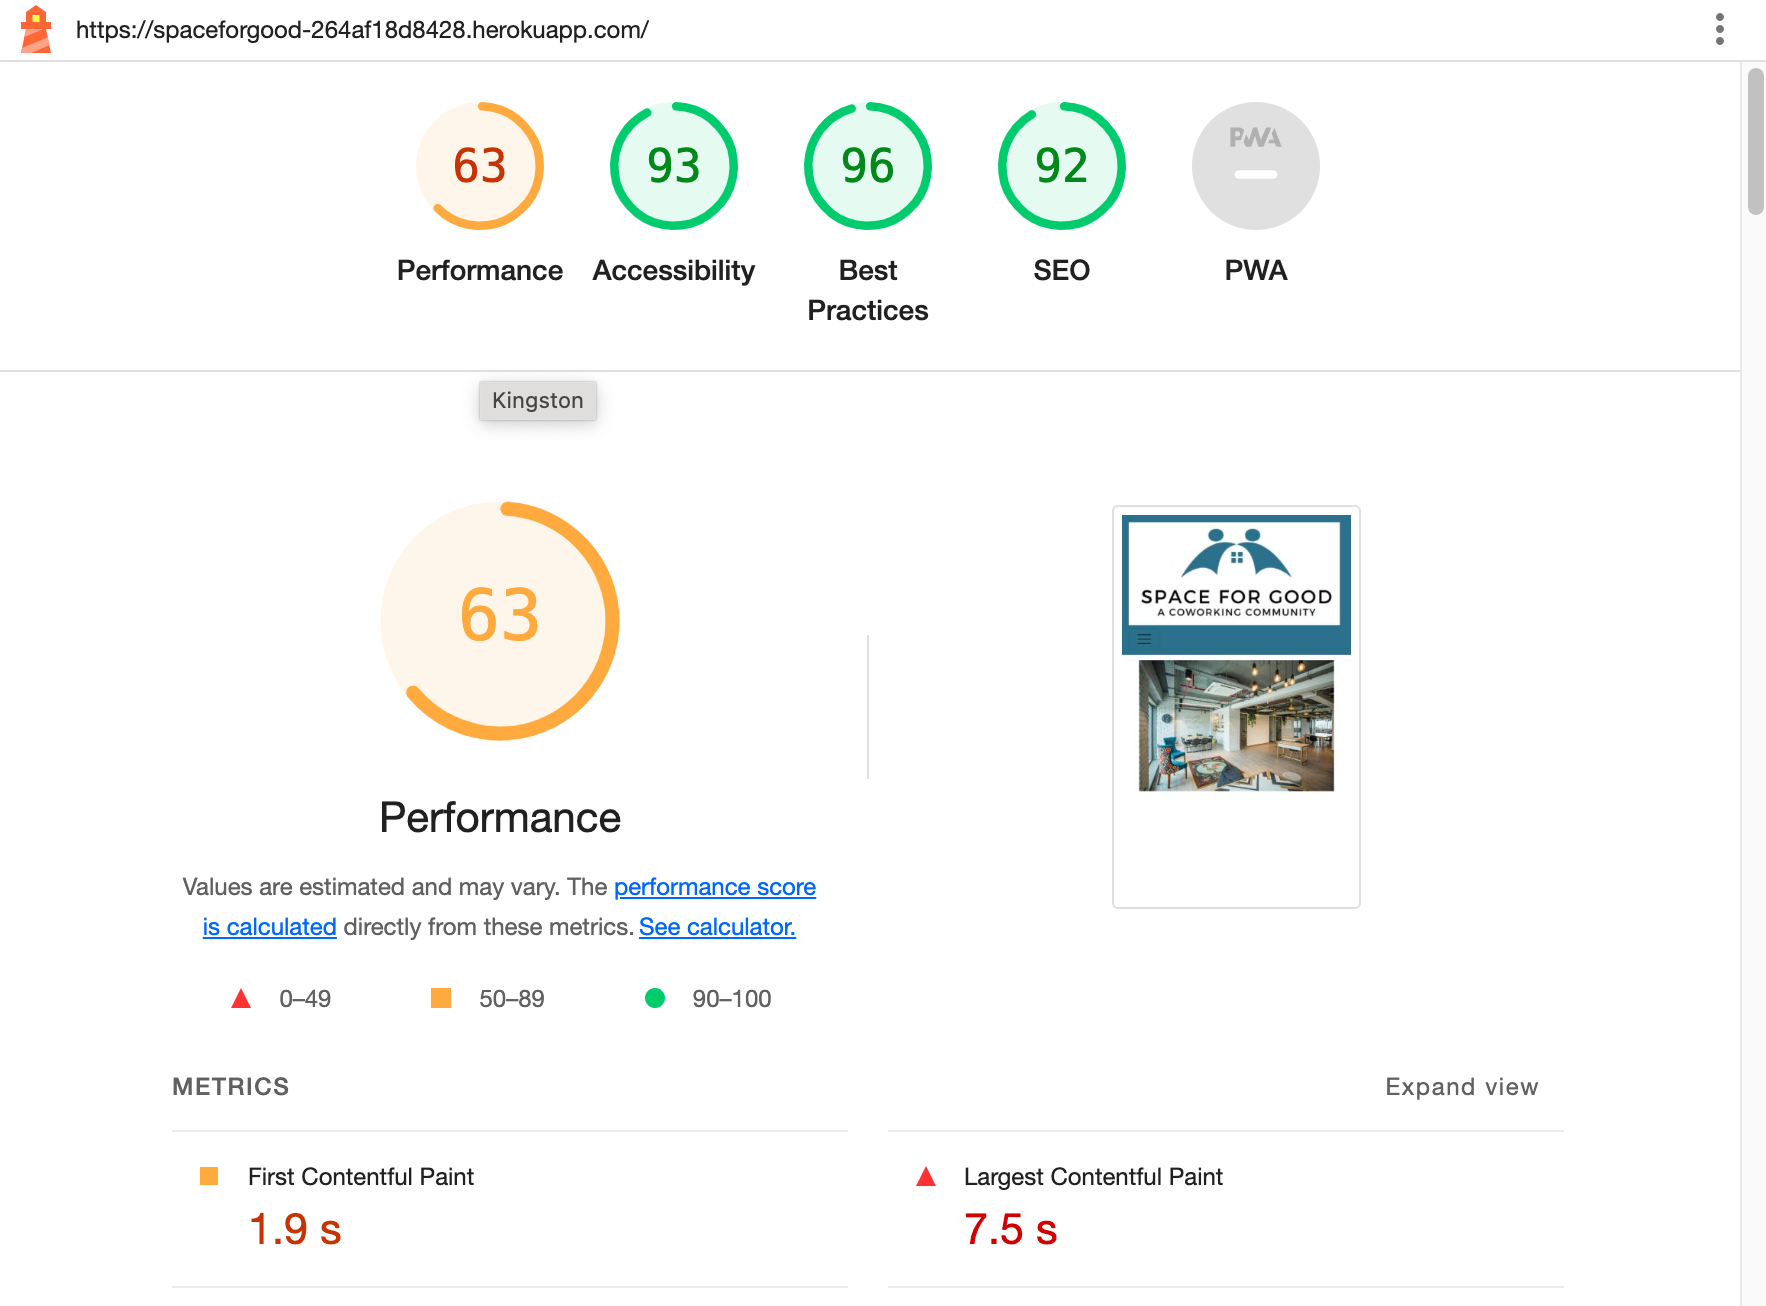 https://spaceforgood-264af18d8428.herokuapp.com/
63
93
96
92
PWA
Performance
Accessibility
Best
Practices
SEO
PWA
Kingston
63
SPACE FOR GOOD
A COWORKING COMMUNITY
Performance
Values are estimated and may vary. The performance score
is calculated directly from these metrics. See calculator.
0–49
50–89
90–100
METRICS
Expand view
First Contentful Paint
1.9 s
Largest Contentful Paint
7.5 s